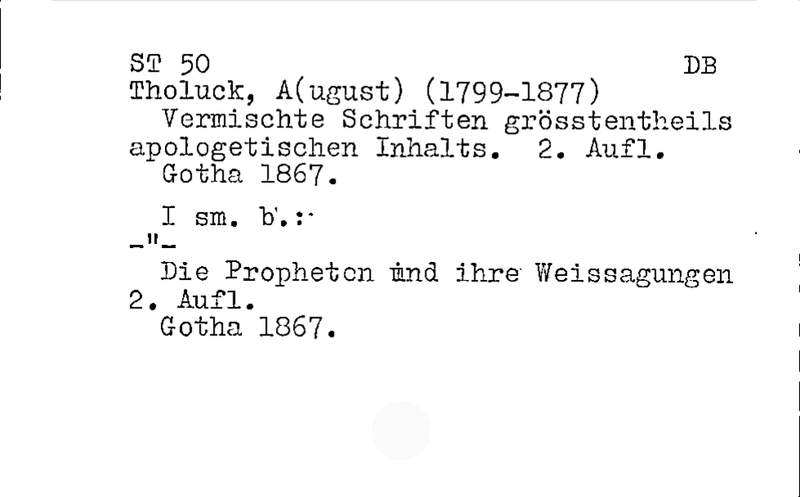 ST 50 DB
Tholuck, A(ugust) (1799-1877)
Vermischte Schriften grösstentheils
apologetischen Inhalts. 2. Aufl.
Gotha 1867.
I sm. b.:
-"-
Die Propheten und ihre Weissagungen
2. Aufl.
Gotha 1867.